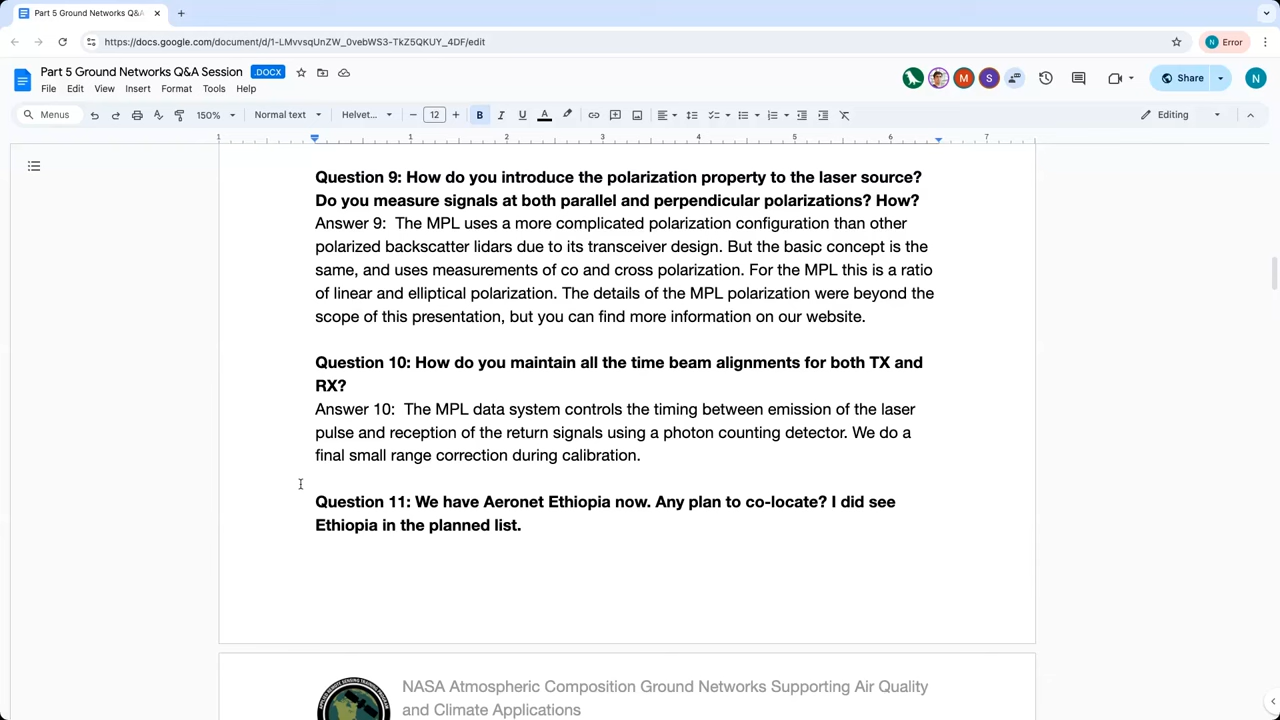 Part 5 Ground Networks Q&A
https://docs.google.com/document/d/1-LMvvsqUnZW_0vebWS3-TkZ5QKUY_4DF/edit
N Error
Part 5 Ground Networks Q&A Session .DOCX
File Edit View Insert Format Tools Help
M S Share N
Menus 150% Normal text Helvet... 12 B I U A Editing
1 1 2 3 4 5 6 7
Question 9: How do you introduce the polarization property to the laser source?
Do you measure signals at both parallel and perpendicular polarizations? How?
Answer 9:  The MPL uses a more complicated polarization configuration than other
polarized backscatter lidars due to its transceiver design. But the basic concept is the
same, and uses measurements of co and cross polarization. For the MPL this is a ratio
of linear and elliptical polarization. The details of the MPL polarization were beyond the
scope of this presentation, but you can find more information on our website.
Question 10: How do you maintain all the time beam alignments for both TX and
RX?
Answer 10:  The MPL data system controls the timing between emission of the laser
pulse and reception of the return signals using a photon counting detector. We do a
final small range correction during calibration.
Question 11: We have Aeronet Ethiopia now. Any plan to co-locate? I did see
Ethiopia in the planned list.
NASA Atmospheric Composition Ground Networks Supporting Air Quality
and Climate Applications